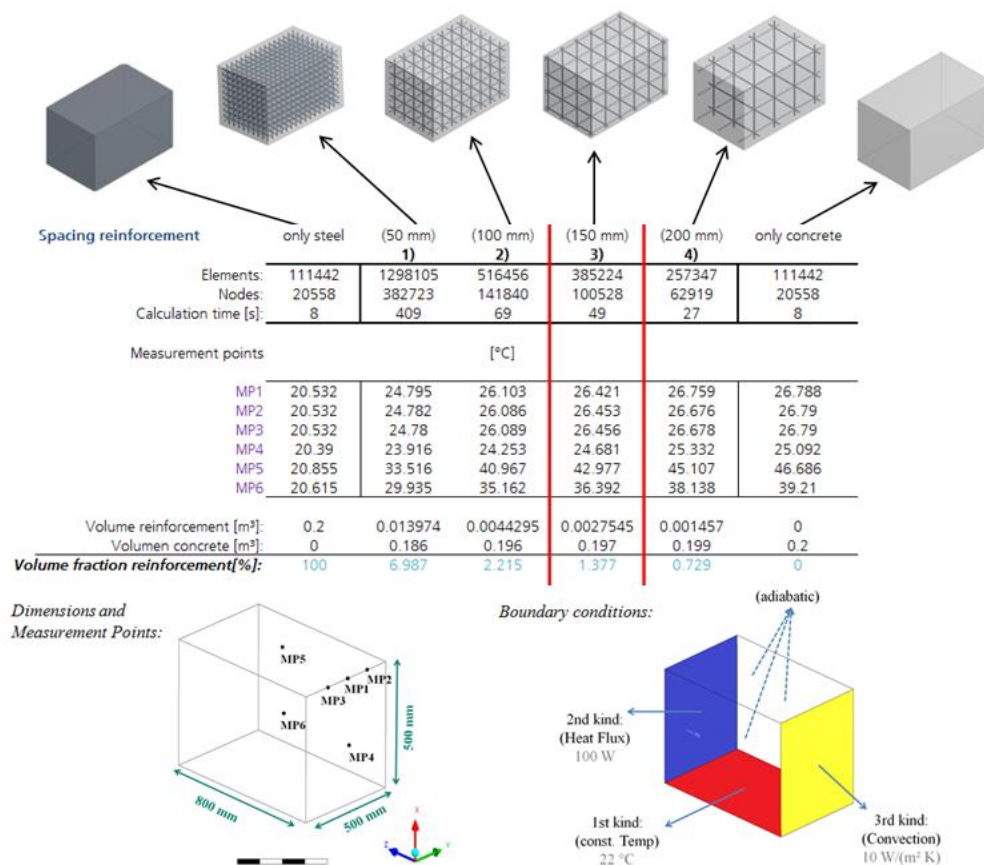 Spacing reinforcement only steel (50 mm) (100 mm) (150 mm) (200 mm) only concrete
1) 2) 3) 4)
Elements: 111442 1298105 516456 385224 257347 111442
Nodes: 20558 382723 141840 100528 62919 20558
Calculation time [s]: 8 409 69 49 27 8
Measurement points [°C]
MP1 20.532 24.795 26.103 26.421 26.759 26.788
MP2 20.532 24.782 26.086 26.453 26.676 26.79
MP3 20.532 24.78 26.089 26.456 26.678 26.79
MP4 20.39 23.916 24.253 24.681 25.332 25.092
MP5 20.855 33.516 40.967 42.977 45.107 46.686
MP6 20.615 29.935 35.162 36.392 38.138 39.21
Volume reinforcement [m³]: 0.2 0.013974 0.0044295 0.0027545 0.001457 0
Volumen concrete [m³]: 0 0.186 0.196 0.197 0.199 0.2
Volume fraction reinforcement[%]: 100 6.987 2.215 1.377 0.729 0
Dimensions and
Measurement Points:
MP5
MP2
MP1
MP3
MP6
MP4
500 mm
800 mm
500 mm
X
Z
Y
Boundary conditions:
(adiabatic)
2nd kind:
(Heat Flux)
100 W
1st kind:
(const. Temp)
22 °C
3rd kind:
(Convection)
10 W/(m² K)